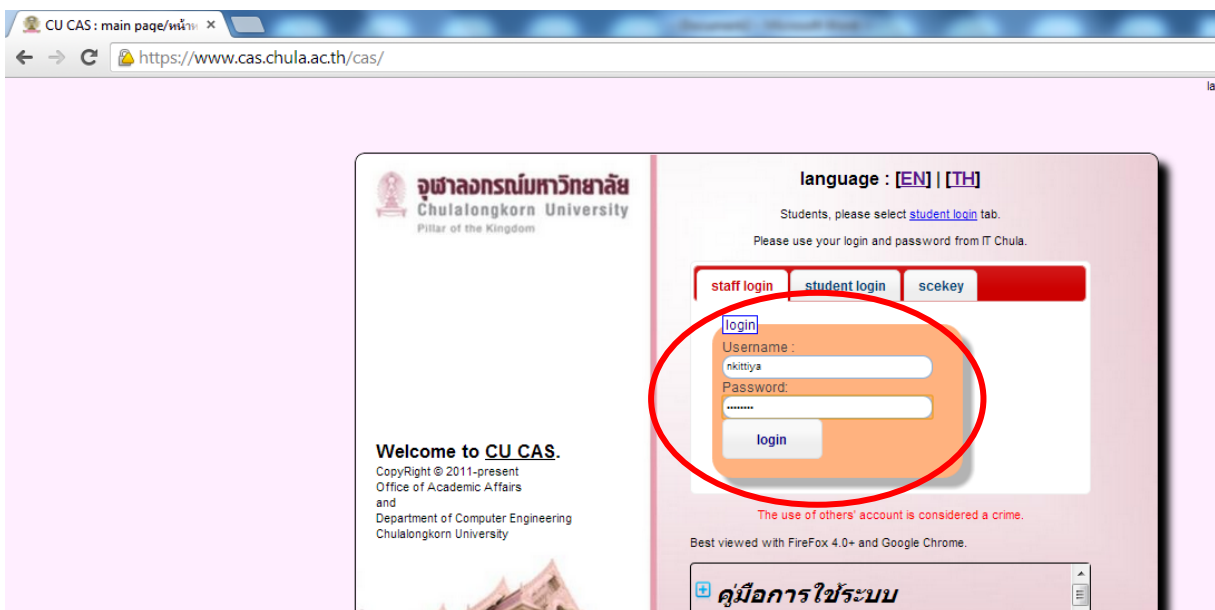 CU CAS : main page/หน้าห
https://www.cas.chula.ac.th/cas/
la
จุฬาลงกรณ์มหาวิทยาลัย
Chulalongkorn University
Pillar of the Kingdom
language : [EN] | [TH]
Students, please select student login tab.
Please use your login and password from IT Chula.
staff login student login scekey
login
Username :
nkittiya
Password:
........
login
Welcome to CU CAS.
CopyRight © 2011-present
Office of Academic Affairs
and
Department of Computer Engineering
Chulalongkorn University
The use of others' account is considered a crime.
Best viewed with FireFox 4.0+ and Google Chrome.
คู่มือการใช้ระบบ